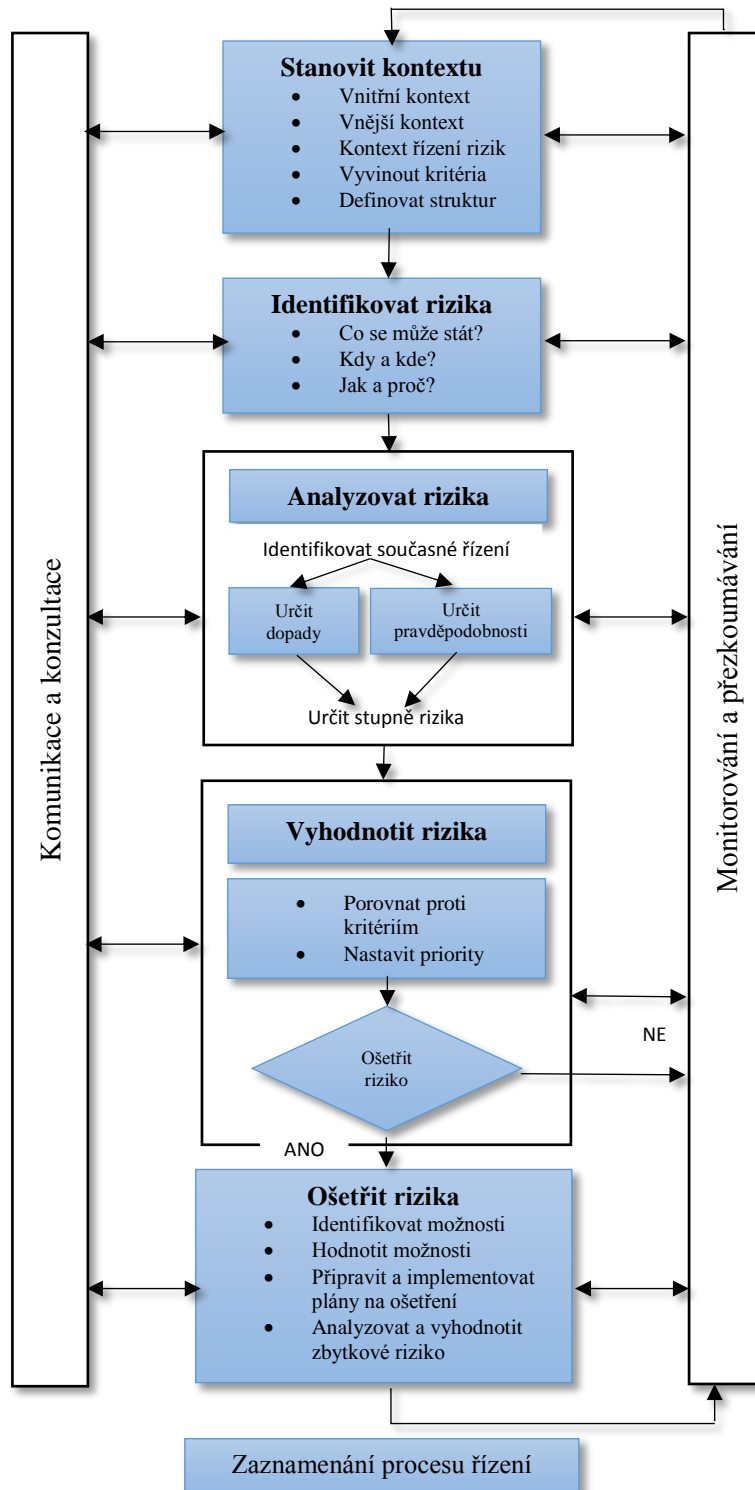 Stanovit kontextu
• Vnitřní kontext
• Vnější kontext
• Kontext řízení rizik
• Vyvinout kritéria
• Definovat struktur
Identifikovat rizika
• Co se může stát?
• Kdy a kde?
• Jak a proč?
Analyzovat rizika
Identifikovat současné řízení
Určit
dopady
Určit
pravděpodobnosti
Určit stupně rizika
Vyhodnotit rizika
• Porovnat proti
kritériím
• Nastavit priority
Ošetřit
riziko
NE
ANO
Ošetřit rizika
• Identifikovat možnosti
• Hodnotit možnosti
• Připravit a implementovat
plány na ošetření
• Analyzovat a vyhodnotit
zbytkové riziko
Zaznamenání procesu řízení
Komunikace a konzultace
Monitorování a přezkoumávání